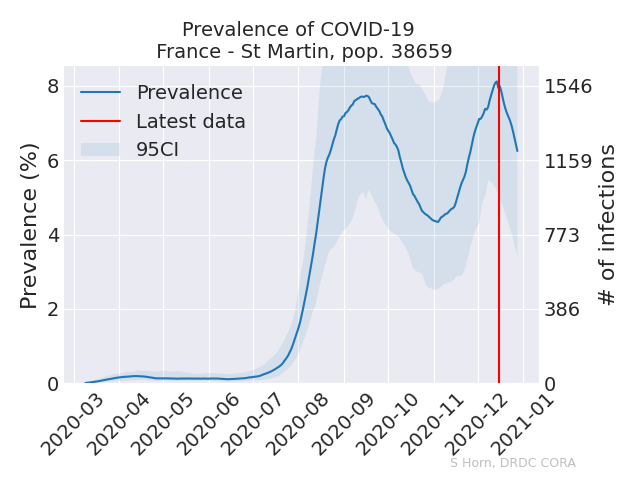 Prevalence of COVID-19
France - St Martin, pop. 38659
Prevalence
Latest data
95CI
Prevalence (%)
8
6
4
2
0
1546
1159
773
386
0
# of infections
2020-03
2020-04
2020-05
2020-06
2020-07
2020-08
2020-09
2020-10
2020-11
2020-12
2021-01
S Horn, DRDC CORA